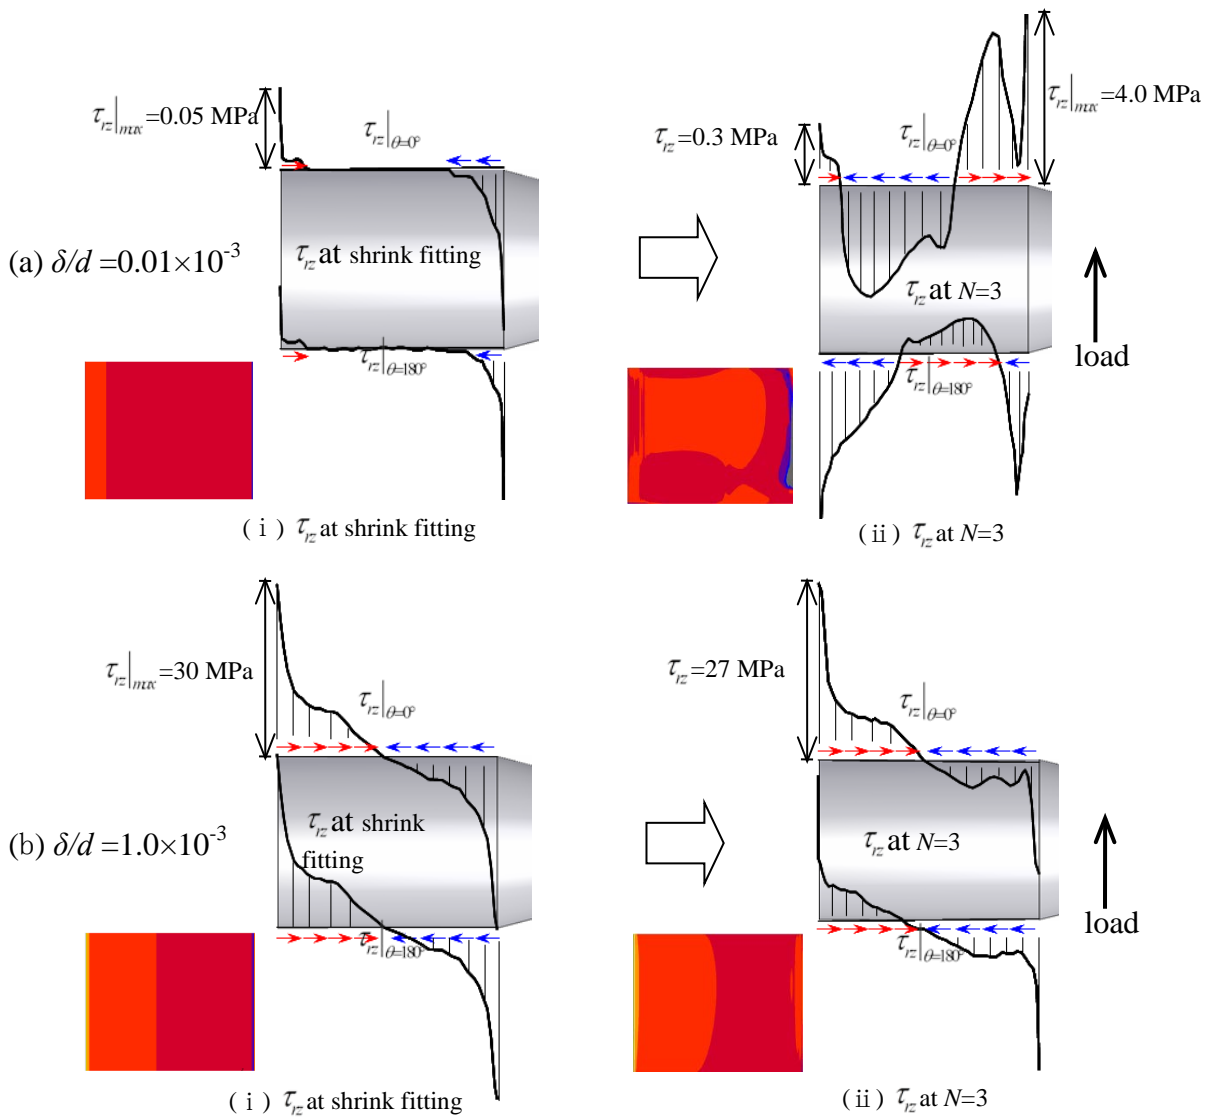 τrz|max=0.05 MPa
τrz|θ=0°
(a) δ/d =0.01×10-3
τrz at shrink fitting
τrz|θ=180°
(ⅰ) τrz at shrink fitting
τrz=0.3 MPa
τrz|θ=0°
τrz|max=4.0 MPa
τrz at N=3
load
τrz|θ=180°
(ⅱ) τrz at N=3
τrz|max=30 MPa
τrz|θ=0°
(b) δ/d =1.0×10-3
τrz at shrink
fitting
τrz|θ=180°
(ⅰ) τrz at shrink fitting
τrz=27 MPa
τrz|θ=0°
τrz at N=3
load
τrz|θ=180°
(ⅱ) τrz at N=3